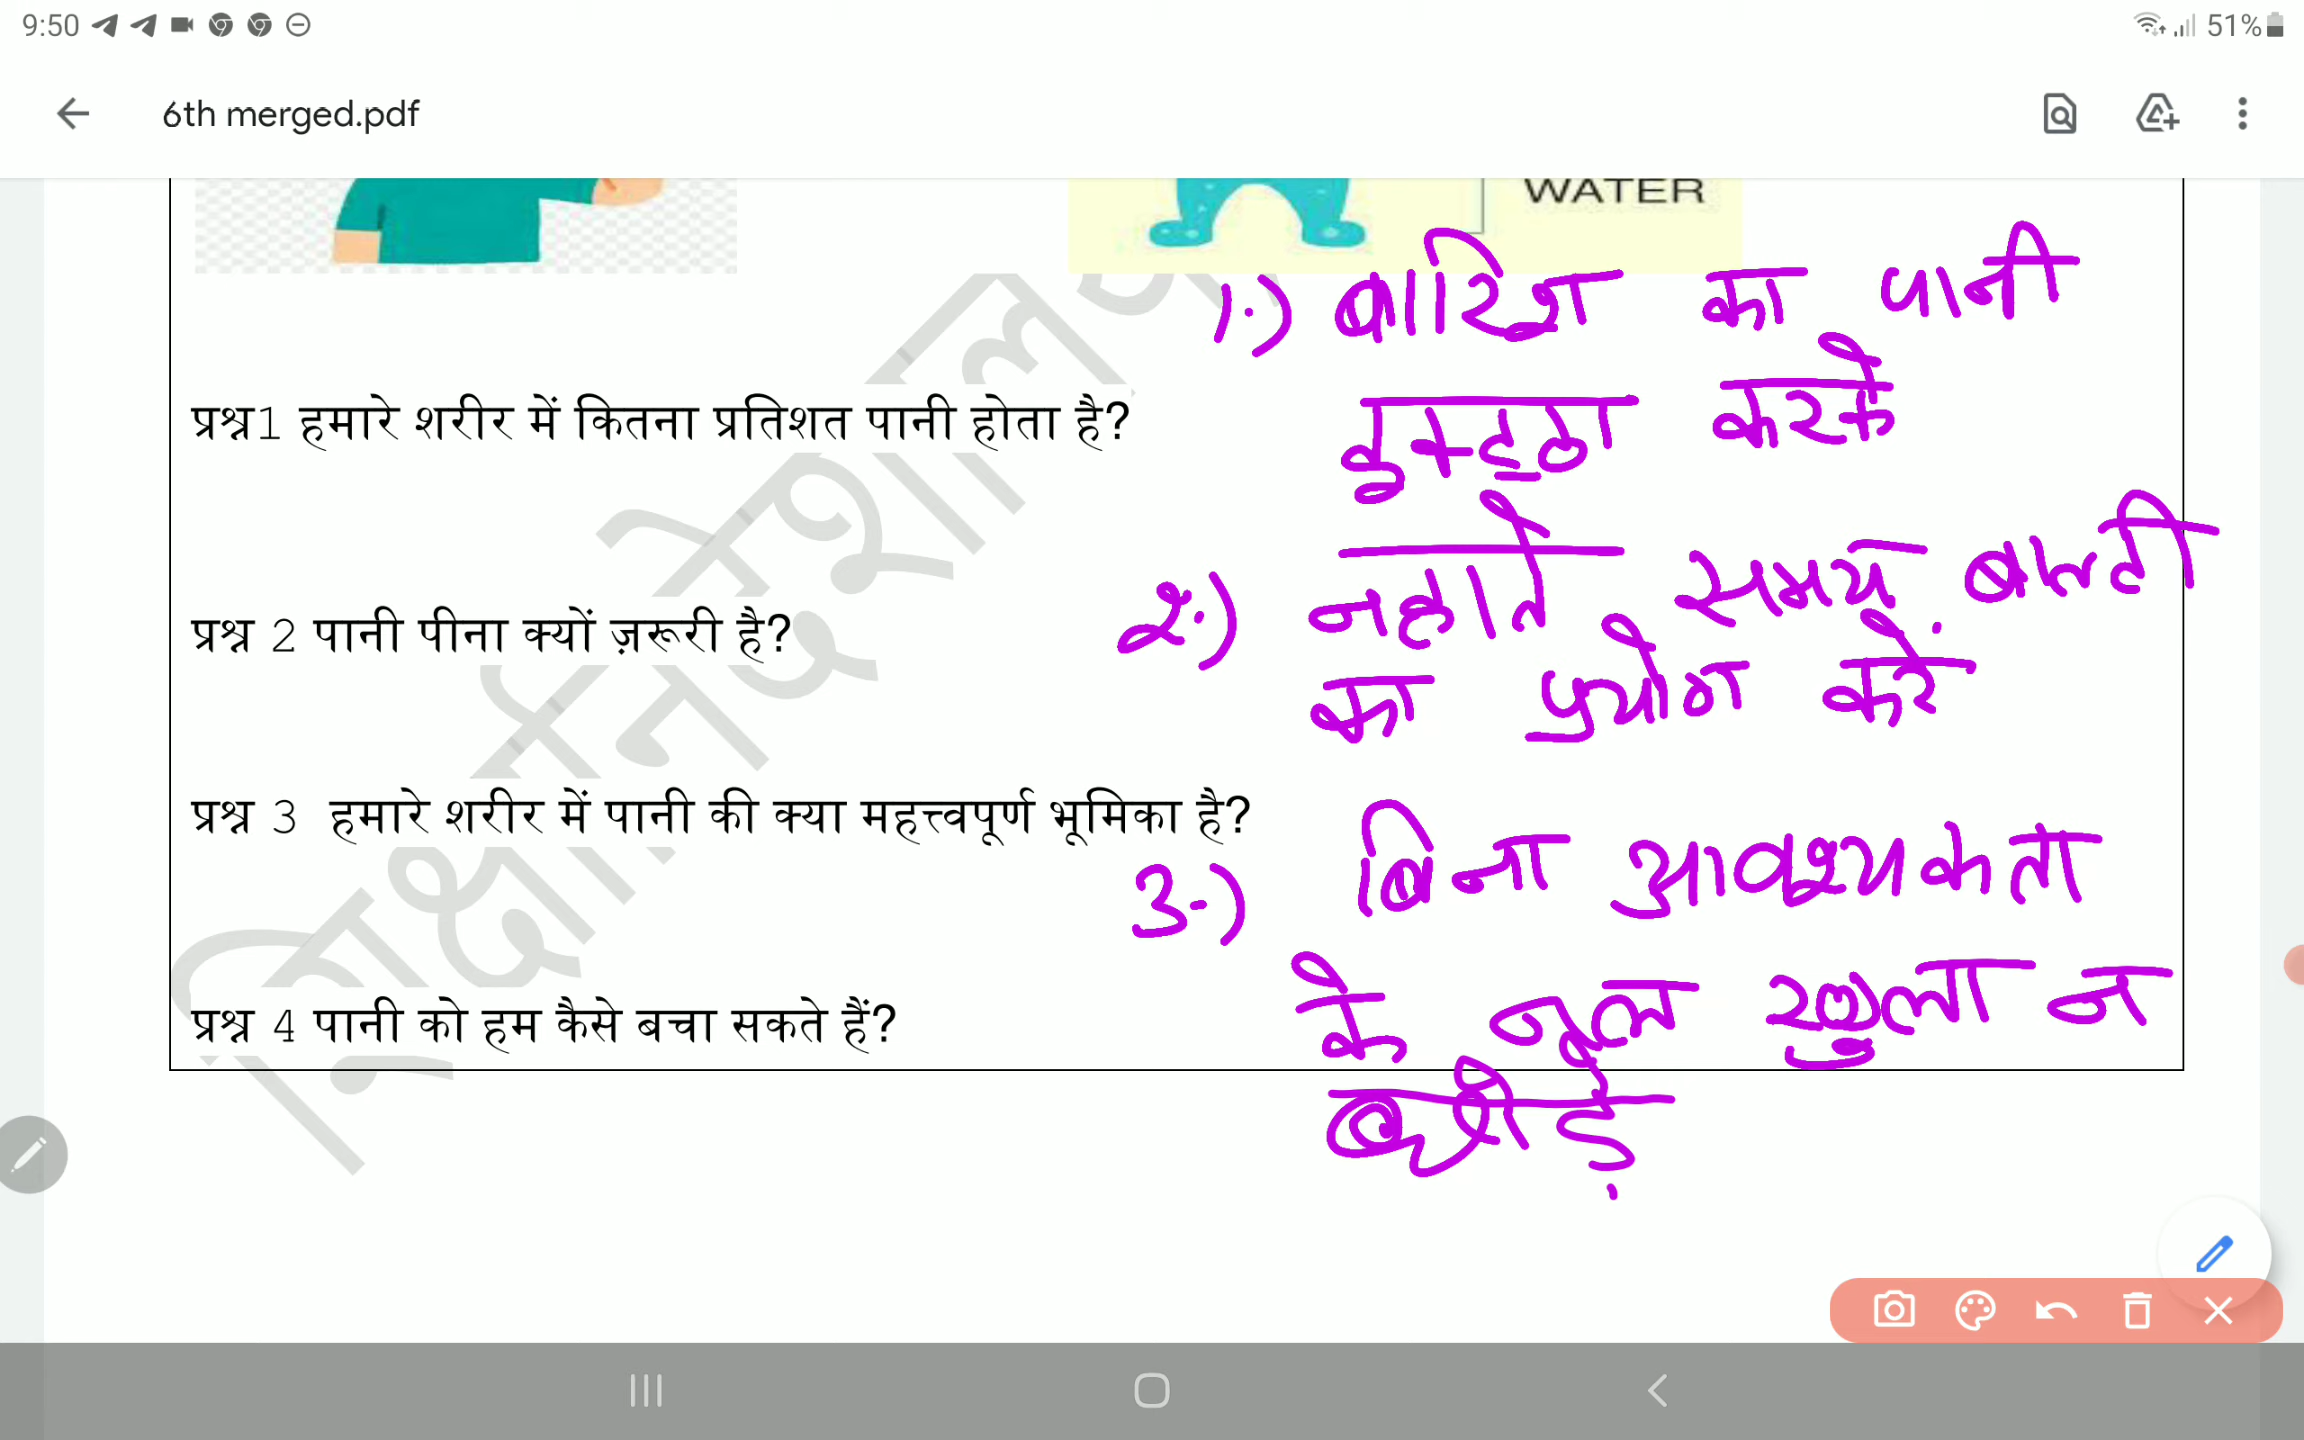 9:50
51%
6th merged.pdf
WATER
1.) बारिश का पानी
इकट्ठा करके
प्रश्न1 हमारे शरीर में कितना प्रतिशत पानी होता है?
2.) नहाते समय बाल्टी
का प्रयोग करें
प्रश्न 2 पानी पीना क्यों ज़रूरी है?
प्रश्न 3 हमारे शरीर में पानी की क्या महत्त्वपूर्ण भूमिका है?
3.) बिना आवश्यकता
के नल खुला न
छोड़े
प्रश्न 4 पानी को हम कैसे बचा सकते हैं?